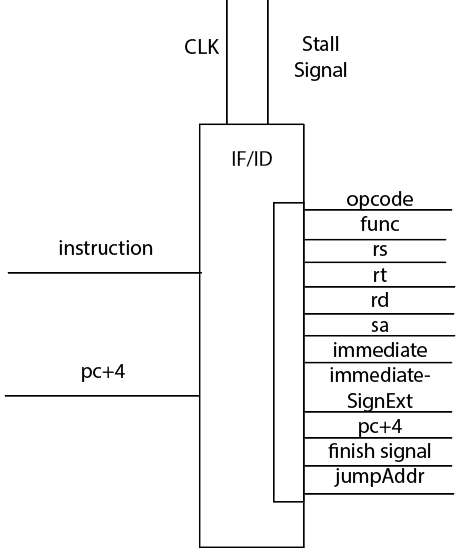 CLK
Stall
Signal
IF/ID
instruction
pc+4
opcode
func
rs
rt
rd
sa
immediate
immediate-
SignExt
pc+4
finish signal
jumpAddr